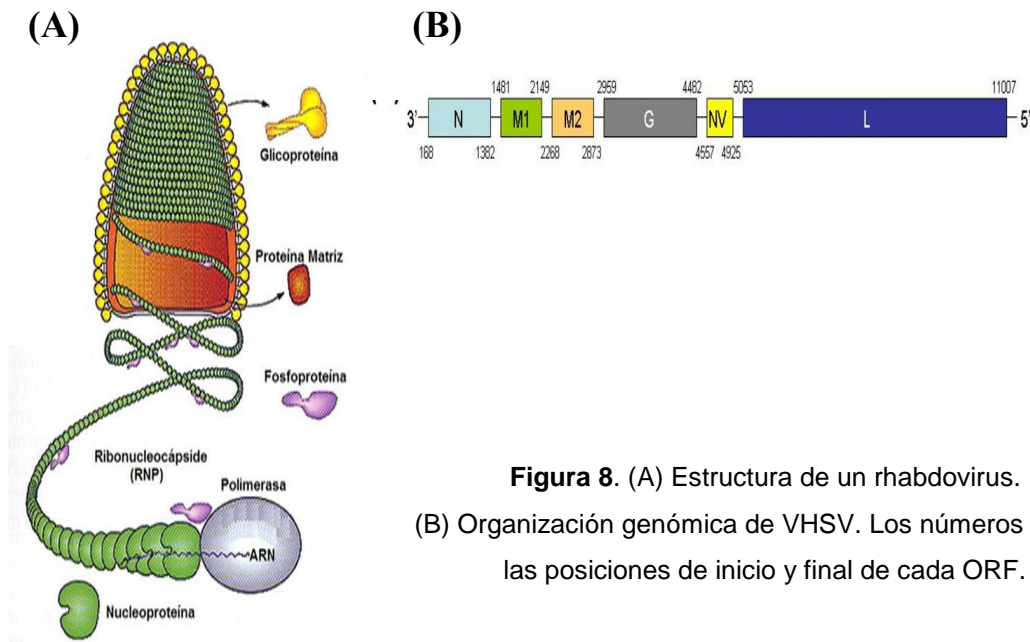 (A)
Glicoproteína
Proteína Matriz
Fosfoproteína
Ribonucleocápside
(RNP)
Polimerasa
ARN
Nucleoproteína
(B)
1481 2149 2959 4482 5053 11007
3' N M1 M2 G NV L 5'
168 1382 2268 2873 4557 4925
Figura 8. (A) Estructura de un rhabdovirus.
(B) Organización genómica de VHSV. Los números
las posiciones de inicio y final de cada ORF.